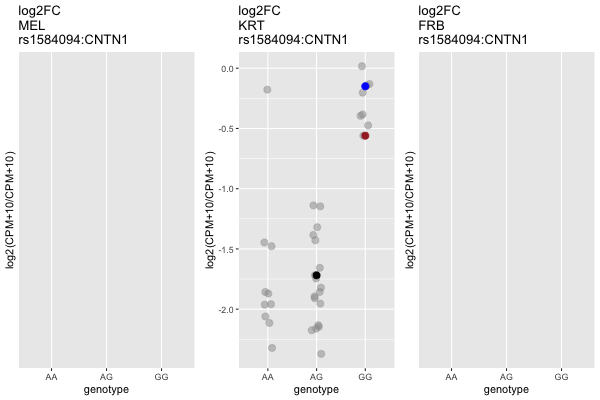 log2FC
MEL
rs1584094:CNTN1
log2(CPM+10/CPM+10)
AA AG GG
genotype
log2FC
KRT
rs1584094:CNTN1
log2(CPM+10/CPM+10)
0.0
-0.5
-1.0
-1.5
-2.0
AA AG GG
genotype
log2FC
FRB
rs1584094:CNTN1
log2(CPM+10/CPM+10)
AA AG GG
genotype